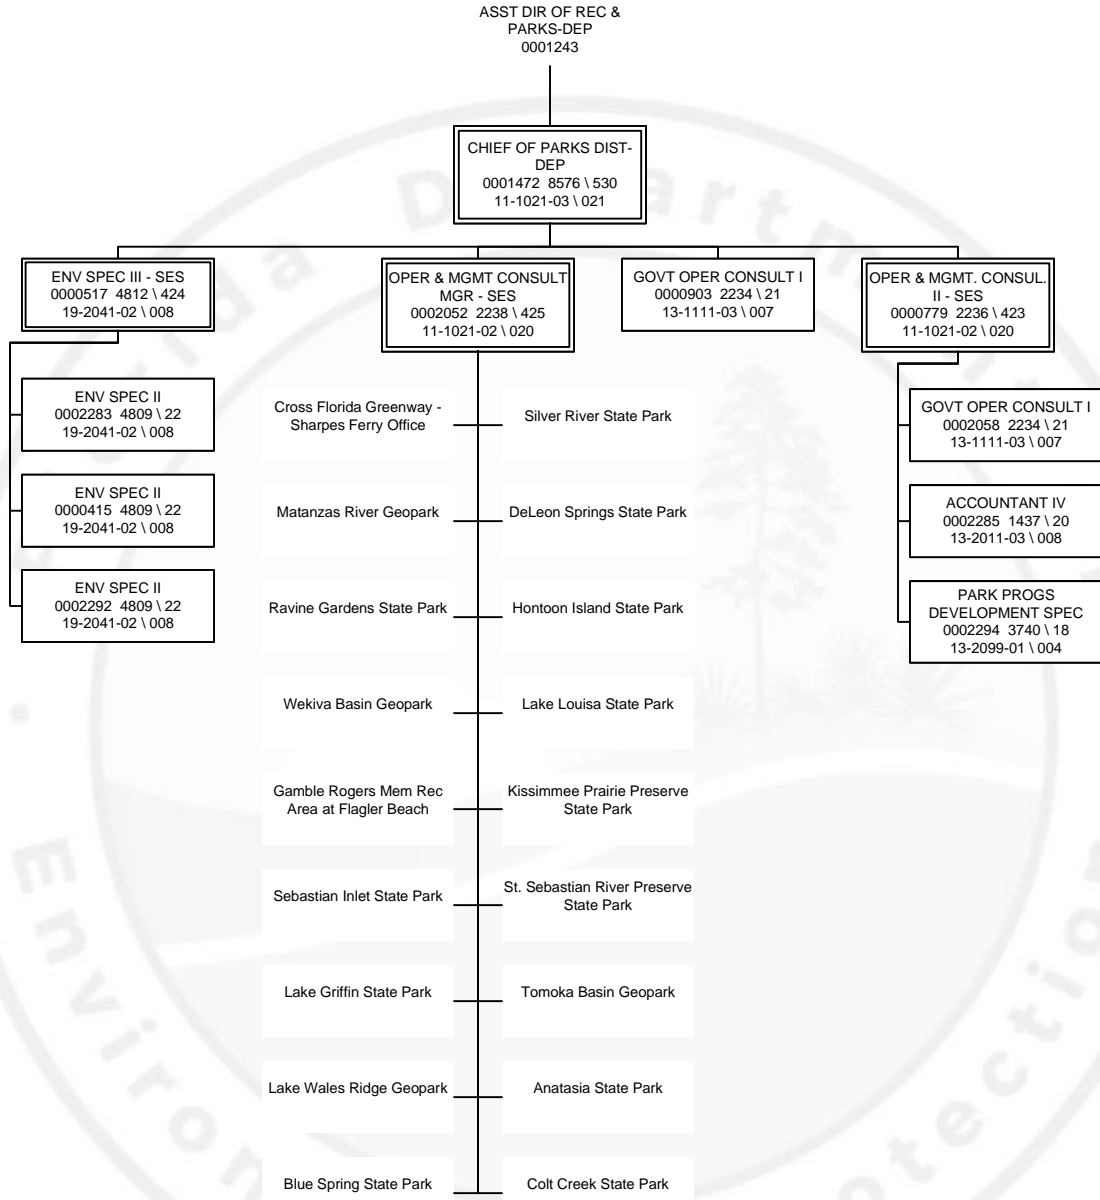 ASST DIR OF REC &
PARKS-DEP
0001243
CHIEF OF PARKS DIST-
DEP
0001472 8576 \ 530
11-1021-03 \ 021
ENV SPEC III - SES
0000517 4812 \ 424
19-2041-02 \ 008
OPER & MGMT CONSULT
MGR - SES
0002052 2238 \ 425
11-1021-02 \ 020
GOVT OPER CONSULT I
0000903 2234 \ 21
13-1111-03 \ 007
OPER & MGMT. CONSUL.
II - SES
0000779 2236 \ 423
11-1021-02 \ 020
ENV SPEC II
0002283 4809 \ 22
19-2041-02 \ 008
ENV SPEC II
0000415 4809 \ 22
19-2041-02 \ 008
ENV SPEC II
0002292 4809 \ 22
19-2041-02 \ 008
Cross Florida Greenway -
Sharpes Ferry Office
Silver River State Park
Matanzas River Geopark
DeLeon Springs State Park
Ravine Gardens State Park
Hontoon Island State Park
Wekiva Basin Geopark
Lake Louisa State Park
Gamble Rogers Mem Rec
Area at Flagler Beach
Kissimmee Prairie Preserve
State Park
Sebastian Inlet State Park
St. Sebastian River Preserve
State Park
Lake Griffin State Park
Tomoka Basin Geopark
Lake Wales Ridge Geopark
Anatasia State Park
Blue Spring State Park
Colt Creek State Park
GOVT OPER CONSULT I
0002058 2234 \ 21
13-1111-03 \ 007
ACCOUNTANT IV
0002285 1437 \ 20
13-2011-03 \ 008
PARK PROGS
DEVELOPMENT SPEC
0002294 3740 \ 18
13-2099-01 \ 004